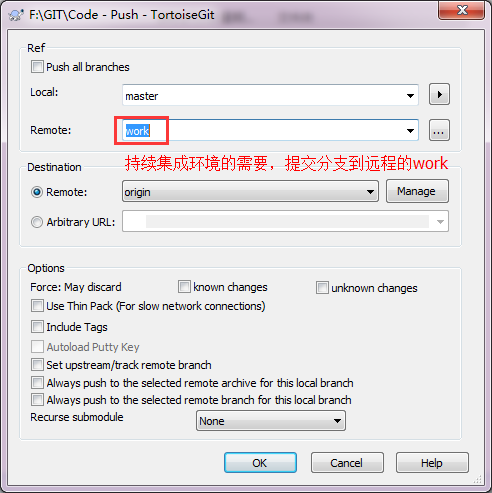 F:\GIT\Code - Push - TortoiseGit
Ref
Push all branches
Local:
master
Remote:
work
...
持续集成环境的需要，提交分支到远程的work
Destination
Remote:
origin
Manage
Arbitrary URL:
Options
Force: May discard
known changes
unknown changes
Use Thin Pack (For slow network connections)
Include Tags
Autoload Putty Key
Set upstream/track remote branch
Always push to the selected remote archive for this local branch
Always push to the selected remote branch for this local branch
Recurse submodule
None
OK
Cancel
Help